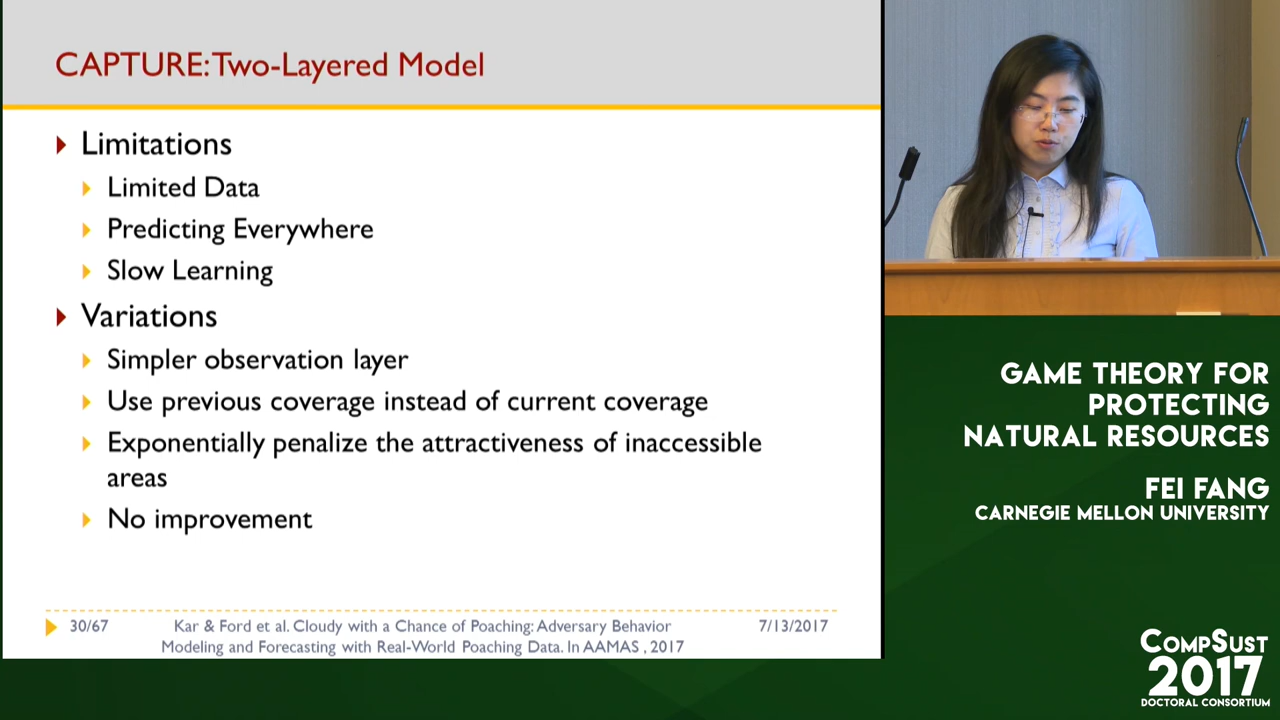 CAPTURE: Two-Layered Model
Limitations
Limited Data
Predicting Everywhere
Slow Learning
Variations
Simpler observation layer
Use previous coverage instead of current coverage
Exponentially penalize the attractiveness of inaccessible
areas
No improvement
30/67
Kar & Ford et al. Cloudy with a Chance of Poaching: Adversary Behavior
Modeling and Forecasting with Real-World Poaching Data. In AAMAS , 2017
7/13/2017
GAME THEORY FOR
PROTECTING
NATURAL RESOURCES
FEI FANG
CARNEGIE MELLON UNIVERSITY
COMPSUST
2017
DOCTORAL CONSORTIUM